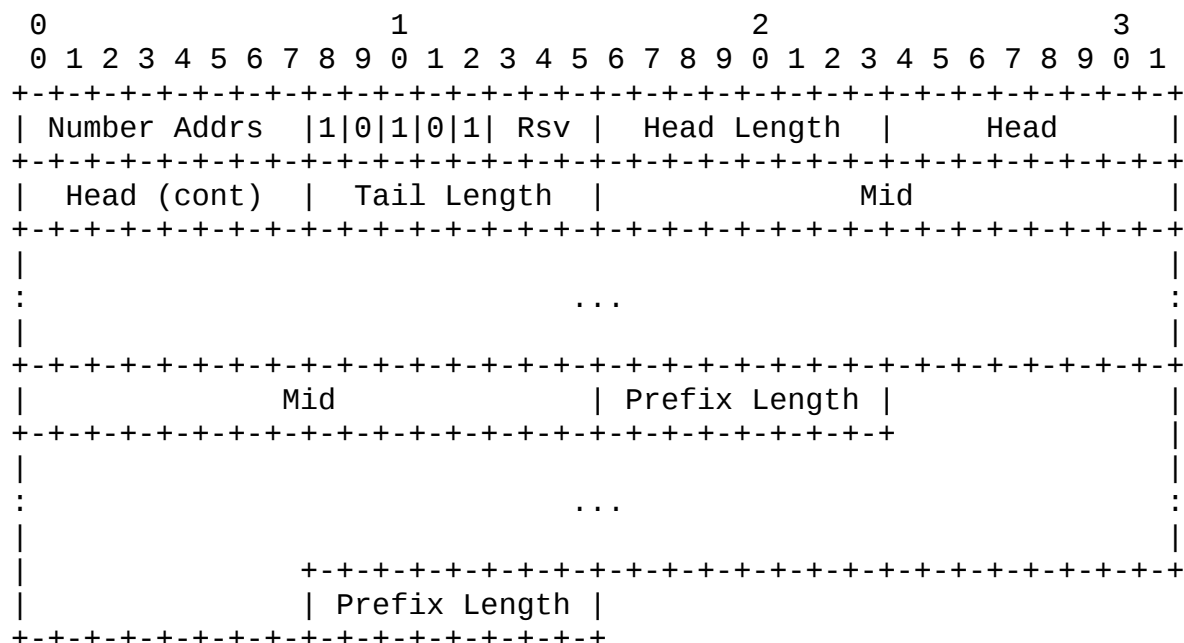 0                   1                   2                   3
 0 1 2 3 4 5 6 7 8 9 0 1 2 3 4 5 6 7 8 9 0 1 2 3 4 5 6 7 8 9 0 1
+-+-+-+-+-+-+-+-+-+-+-+-+-+-+-+-+-+-+-+-+-+-+-+-+-+-+-+-+-+-+-+-+
| Number Addrs  |1|0|1|0|1| Rsv |  Head Length  |     Head      |
+-+-+-+-+-+-+-+-+-+-+-+-+-+-+-+-+-+-+-+-+-+-+-+-+-+-+-+-+-+-+-+-+
|  Head (cont)  |  Tail Length  |              Mid              |
+-+-+-+-+-+-+-+-+-+-+-+-+-+-+-+-+-+-+-+-+-+-+-+-+-+-+-+-+-+-+-+-+
|                                                               |
:                              ...                              :
|                                                               |
+-+-+-+-+-+-+-+-+-+-+-+-+-+-+-+-+-+-+-+-+-+-+-+-+-+-+-+-+-+-+-+-+
|              Mid              | Prefix Length |               |
+-+-+-+-+-+-+-+-+-+-+-+-+-+-+-+-+-+-+-+-+-+-+-+-+               |
|                                                               |
:                              ...                              :
|                                                               |
|               +-+-+-+-+-+-+-+-+-+-+-+-+-+-+-+-+-+-+-+-+-+-+-+-+
|               | Prefix Length |
+-+-+-+-+-+-+-+-+-+-+-+-+-+-+-+-+